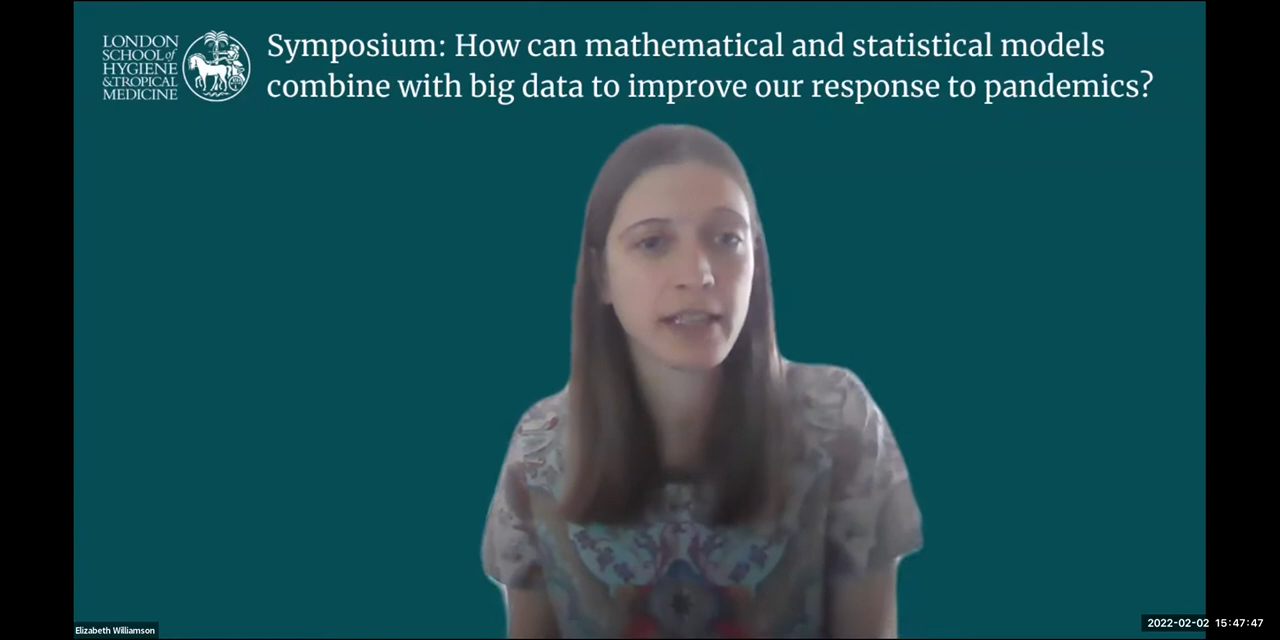 LONDON
SCHOOL of
HYGIENE
& TROPICAL
MEDICINE
Symposium: How can mathematical and statistical models
combine with big data to improve our response to pandemics?
Elizabeth Williamson
2022-02-02 15:47:47